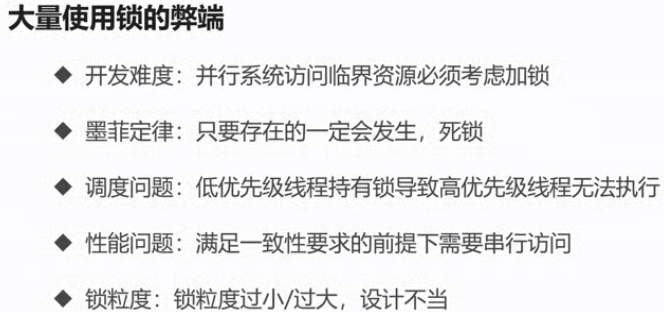 大量使用锁的弊端
◆ 开发难度：并行系统访问临界资源必须考虑加锁
◆ 墨菲定律：只要存在的一定会发生，死锁
◆ 调度问题：低优先级线程持有锁导致高优先级线程无法执行
◆ 性能问题：满足一致性要求的前提下需要串行访问
◆ 锁粒度：锁粒度过小/过大，设计不当